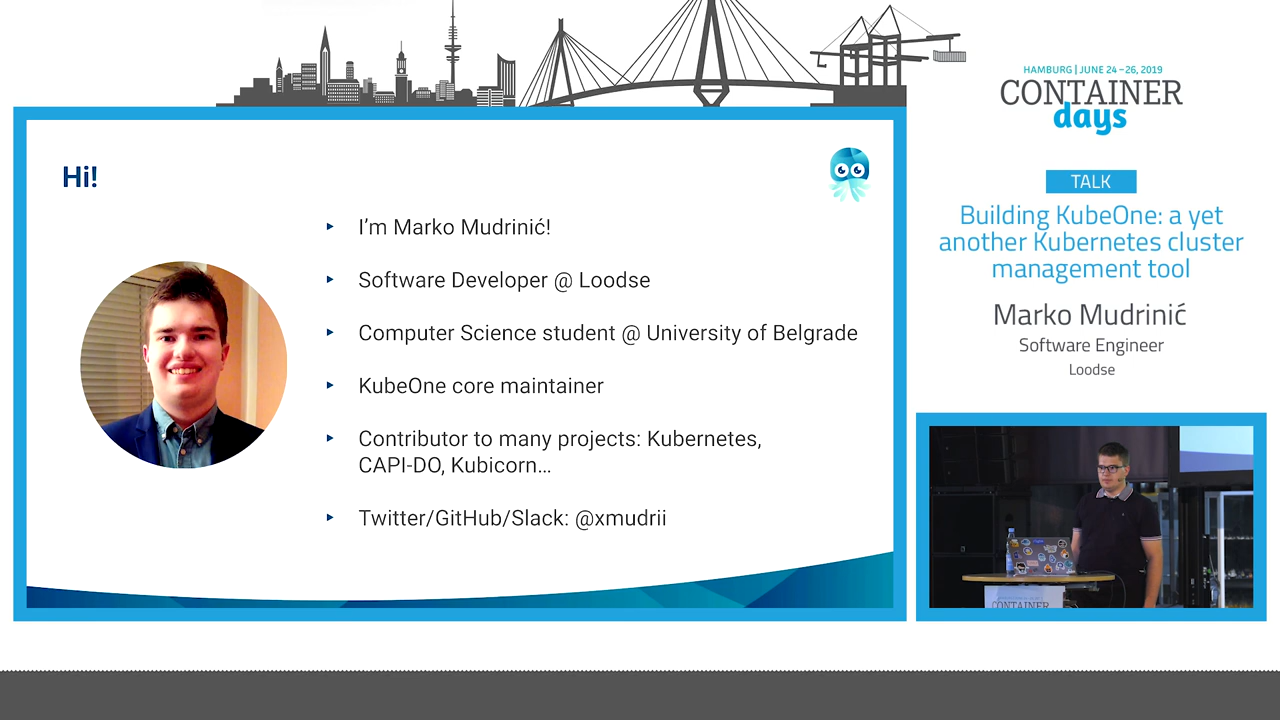 HAMBURG | JUNE 24 – 26, 2019
CONTAINER
days
TALK
Building KubeOne: a yet
another Kubernetes cluster
management tool
Marko Mudrinić
Software Engineer
Loodse
Hi!
I'm Marko Mudrinić!
Software Developer @ Loodse
Computer Science student @ University of Belgrade
KubeOne core maintainer
Contributor to many projects: Kubernetes,
CAPI-DO, Kubicorn...
Twitter/GitHub/Slack: @xmudrii
CONTAINER